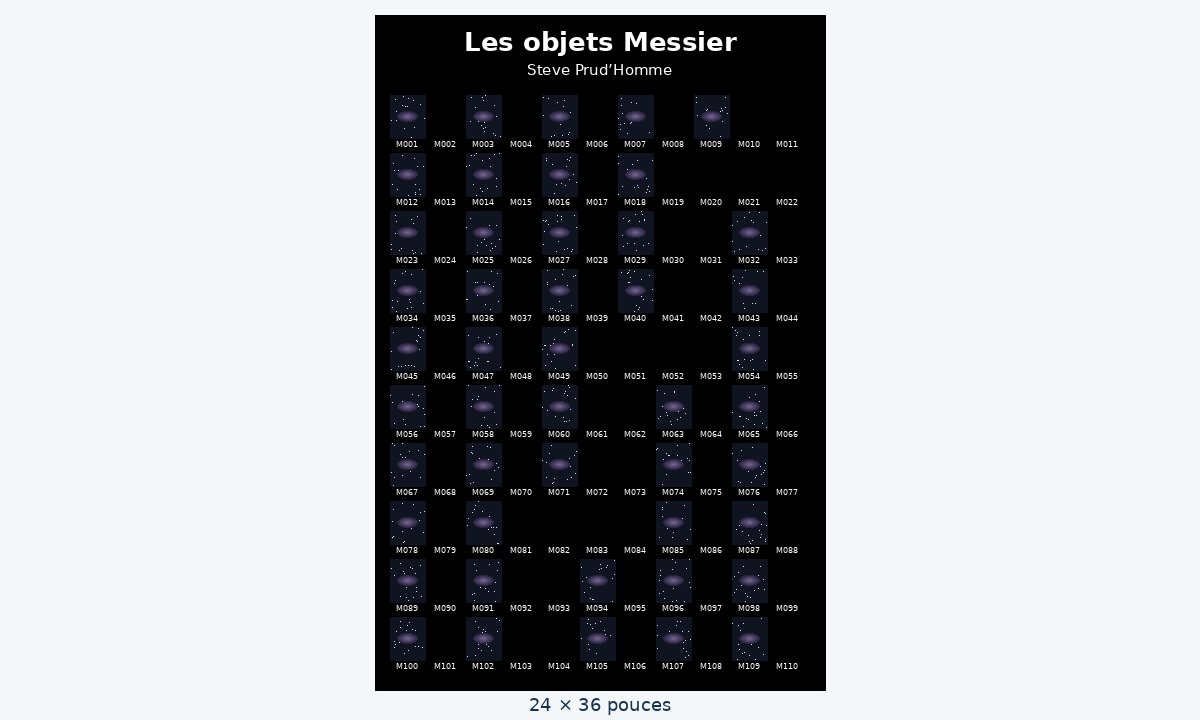 Les objets Messier
Steve Prud’Homme
M001 M002 M003 M004 M005 M006 M007 M008 M009 M010 M011
M012 M013 M014 M015 M016 M017 M018 M019 M020 M021 M022
M023 M024 M025 M026 M027 M028 M029 M030 M031 M032 M033
M034 M035 M036 M037 M038 M039 M040 M041 M042 M043 M044
M045 M046 M047 M048 M049 M050 M051 M052 M053 M054 M055
M056 M057 M058 M059 M060 M061 M062 M063 M064 M065 M066
M067 M068 M069 M070 M071 M072 M073 M074 M075 M076 M077
M078 M079 M080 M081 M082 M083 M084 M085 M086 M087 M088
M089 M090 M091 M092 M093 M094 M095 M096 M097 M098 M099
M100 M101 M102 M103 M104 M105 M106 M107 M108 M109 M110
24 × 36 pouces